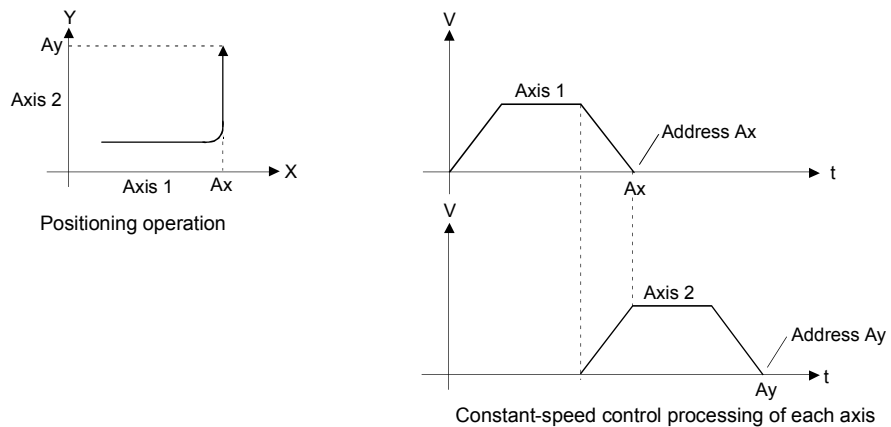 Y
Ay
Axis 2
Axis 1
Ax
X
Positioning operation
V
Axis 1
Address Ax
Ax
t
V
Axis 2
Address Ay
Ay
t
Constant-speed control processing of each axis